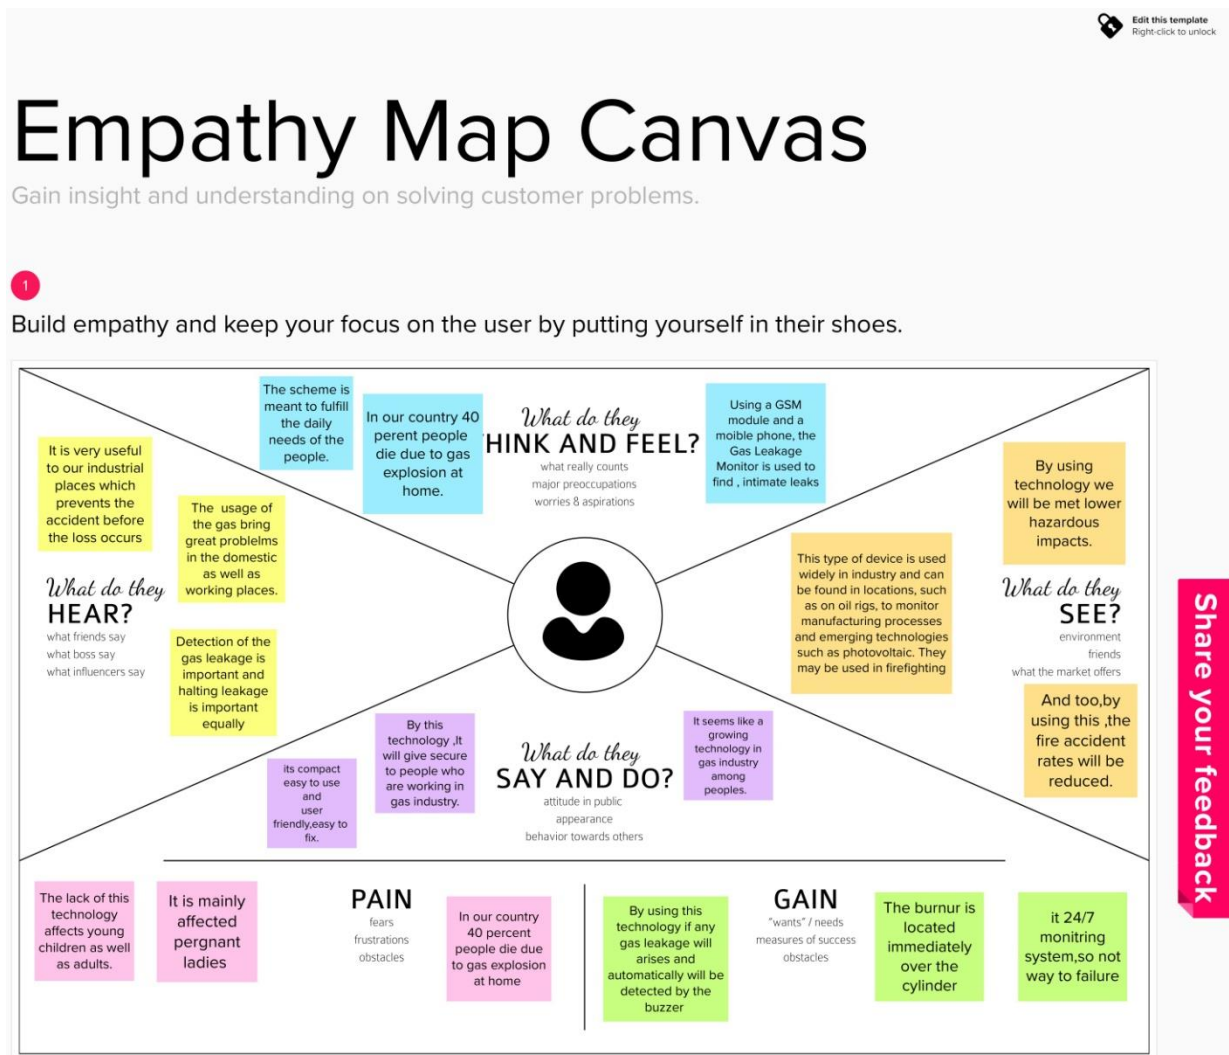 Edit this template
Right-click to unlock
Empathy Map Canvas
Gain insight and understanding on solving customer problems.
1
Build empathy and keep your focus on the user by putting yourself in their shoes.
The scheme is
meant to fulfill
the daily
needs of the
people.
In our country 40
perent people
die due to gas
explosion at
home.
What do they
HINK AND FEEL?
what really counts
major preoccupations
worries & aspirations
Using a GSM
module and a
moible phone, the
Gas Leakage
Monitor is used to
find , intimate leaks
It is very useful
to our industrial
places which
prevents the
accident before
the loss occurs
The usage of
the gas bring
great problelms
in the domestic
as well as
working places.
What do they
HEAR?
what friends say
what boss say
what influencers say
Detection of the
gas leakage is
important and
halting leakage
is important
equally
By using
technology we
will be met lower
hazardous
impacts.
This type of device is used
widely in industry and can
be found in locations, such
as on oil rigs, to monitor
manufacturing processes
and emerging technologies
such as photovoltaic. They
may be used in firefighting
What do they
SEE?
environment
friends
what the market offers
And too,by
using this ,the
fire accident
rates will be
reduced.
its compact
easy to use
and
user
friendly,easy to
fix.
By this
technology ,It
will give secure
to people who
are working in
gas industry.
What do they
SAY AND DO?
attitude in public
appearance
behavior towards others
It seems like a
growing
technology in
gas industry
among
peoples.
The lack of this
technology
affects young
children as well
as adults.
It is mainly
affected
pergnant
ladies
PAIN
fears
frustrations
obstacles
In our country
40 percent
people die due
to gas explosion
at home
By using this
technology if any
gas leakage will
arises and
automatically will be
detected by the
buzzer
GAIN
"wants" / needs
measures of success
obstacles
The burnur is
located
immediately
over the
cylinder
it 24/7
monitring
system,so not
way to failure
Share your feedback